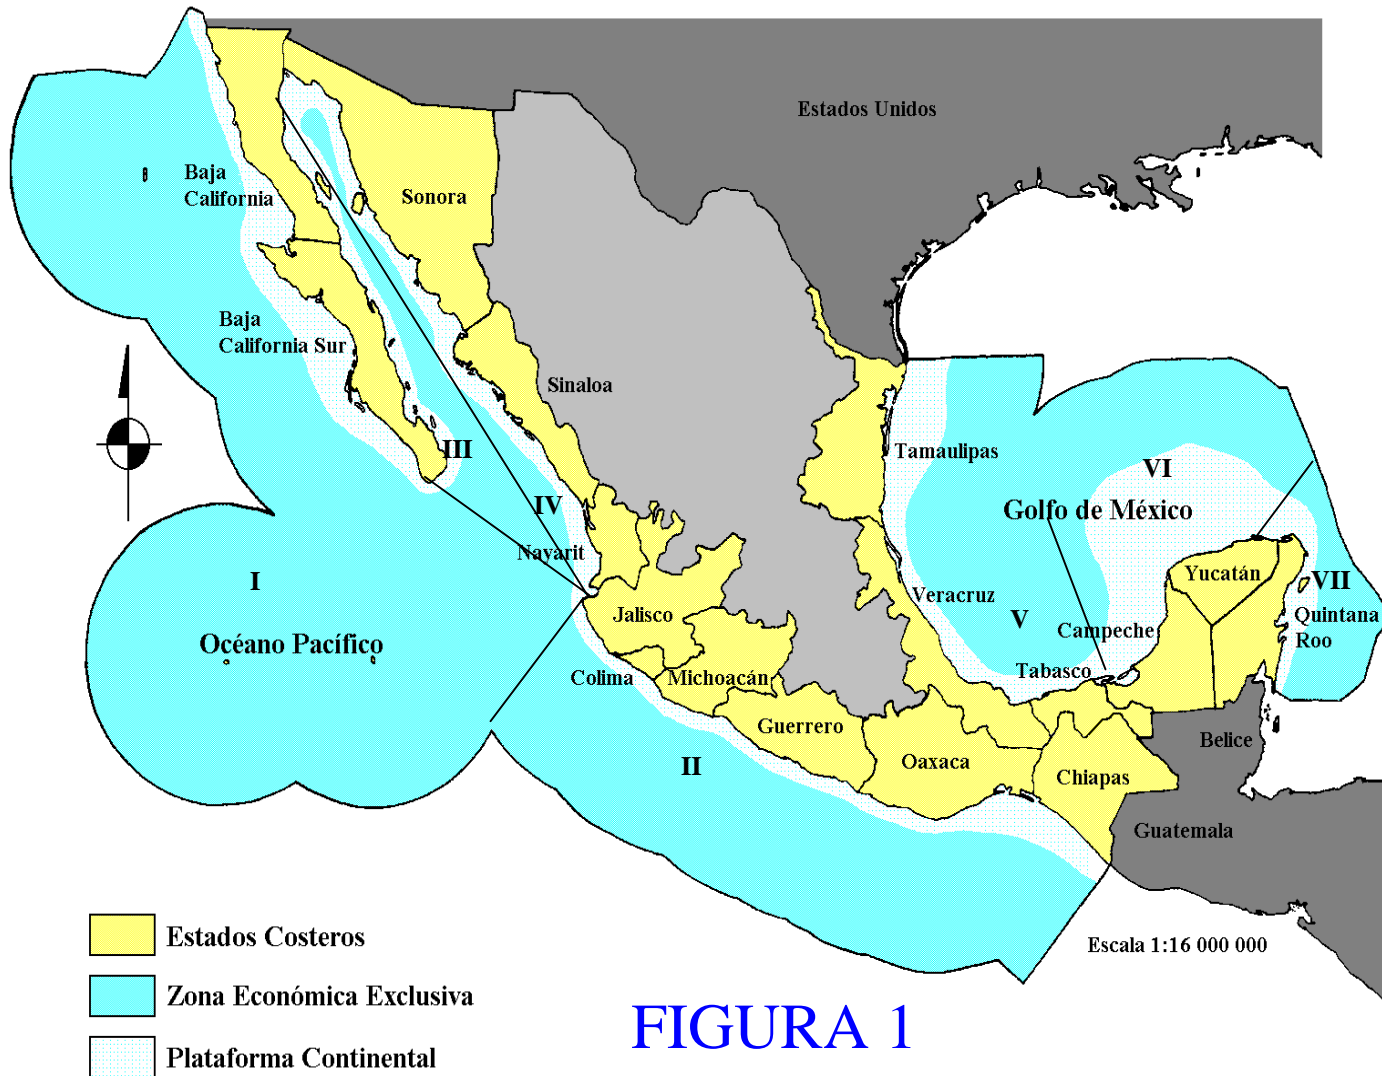 Estados Unidos
Baja
California
Sonora
Baja
California Sur
Sinaloa
III
Tamaulipas
VI
IV
Golfo de México
Nayarit
I
Yucatán
VII
Veracruz
Jalisco
V
Quintana
Roo
Campeche
Océano Pacífico
Tabasco
Colima
Michoacán
Guerrero
Belice
II
Oaxaca
Chiapas
Guatemala
Estados Costeros
Escala 1:16 000 000
Zona Económica Exclusiva
FIGURA 1
Plataforma Continental